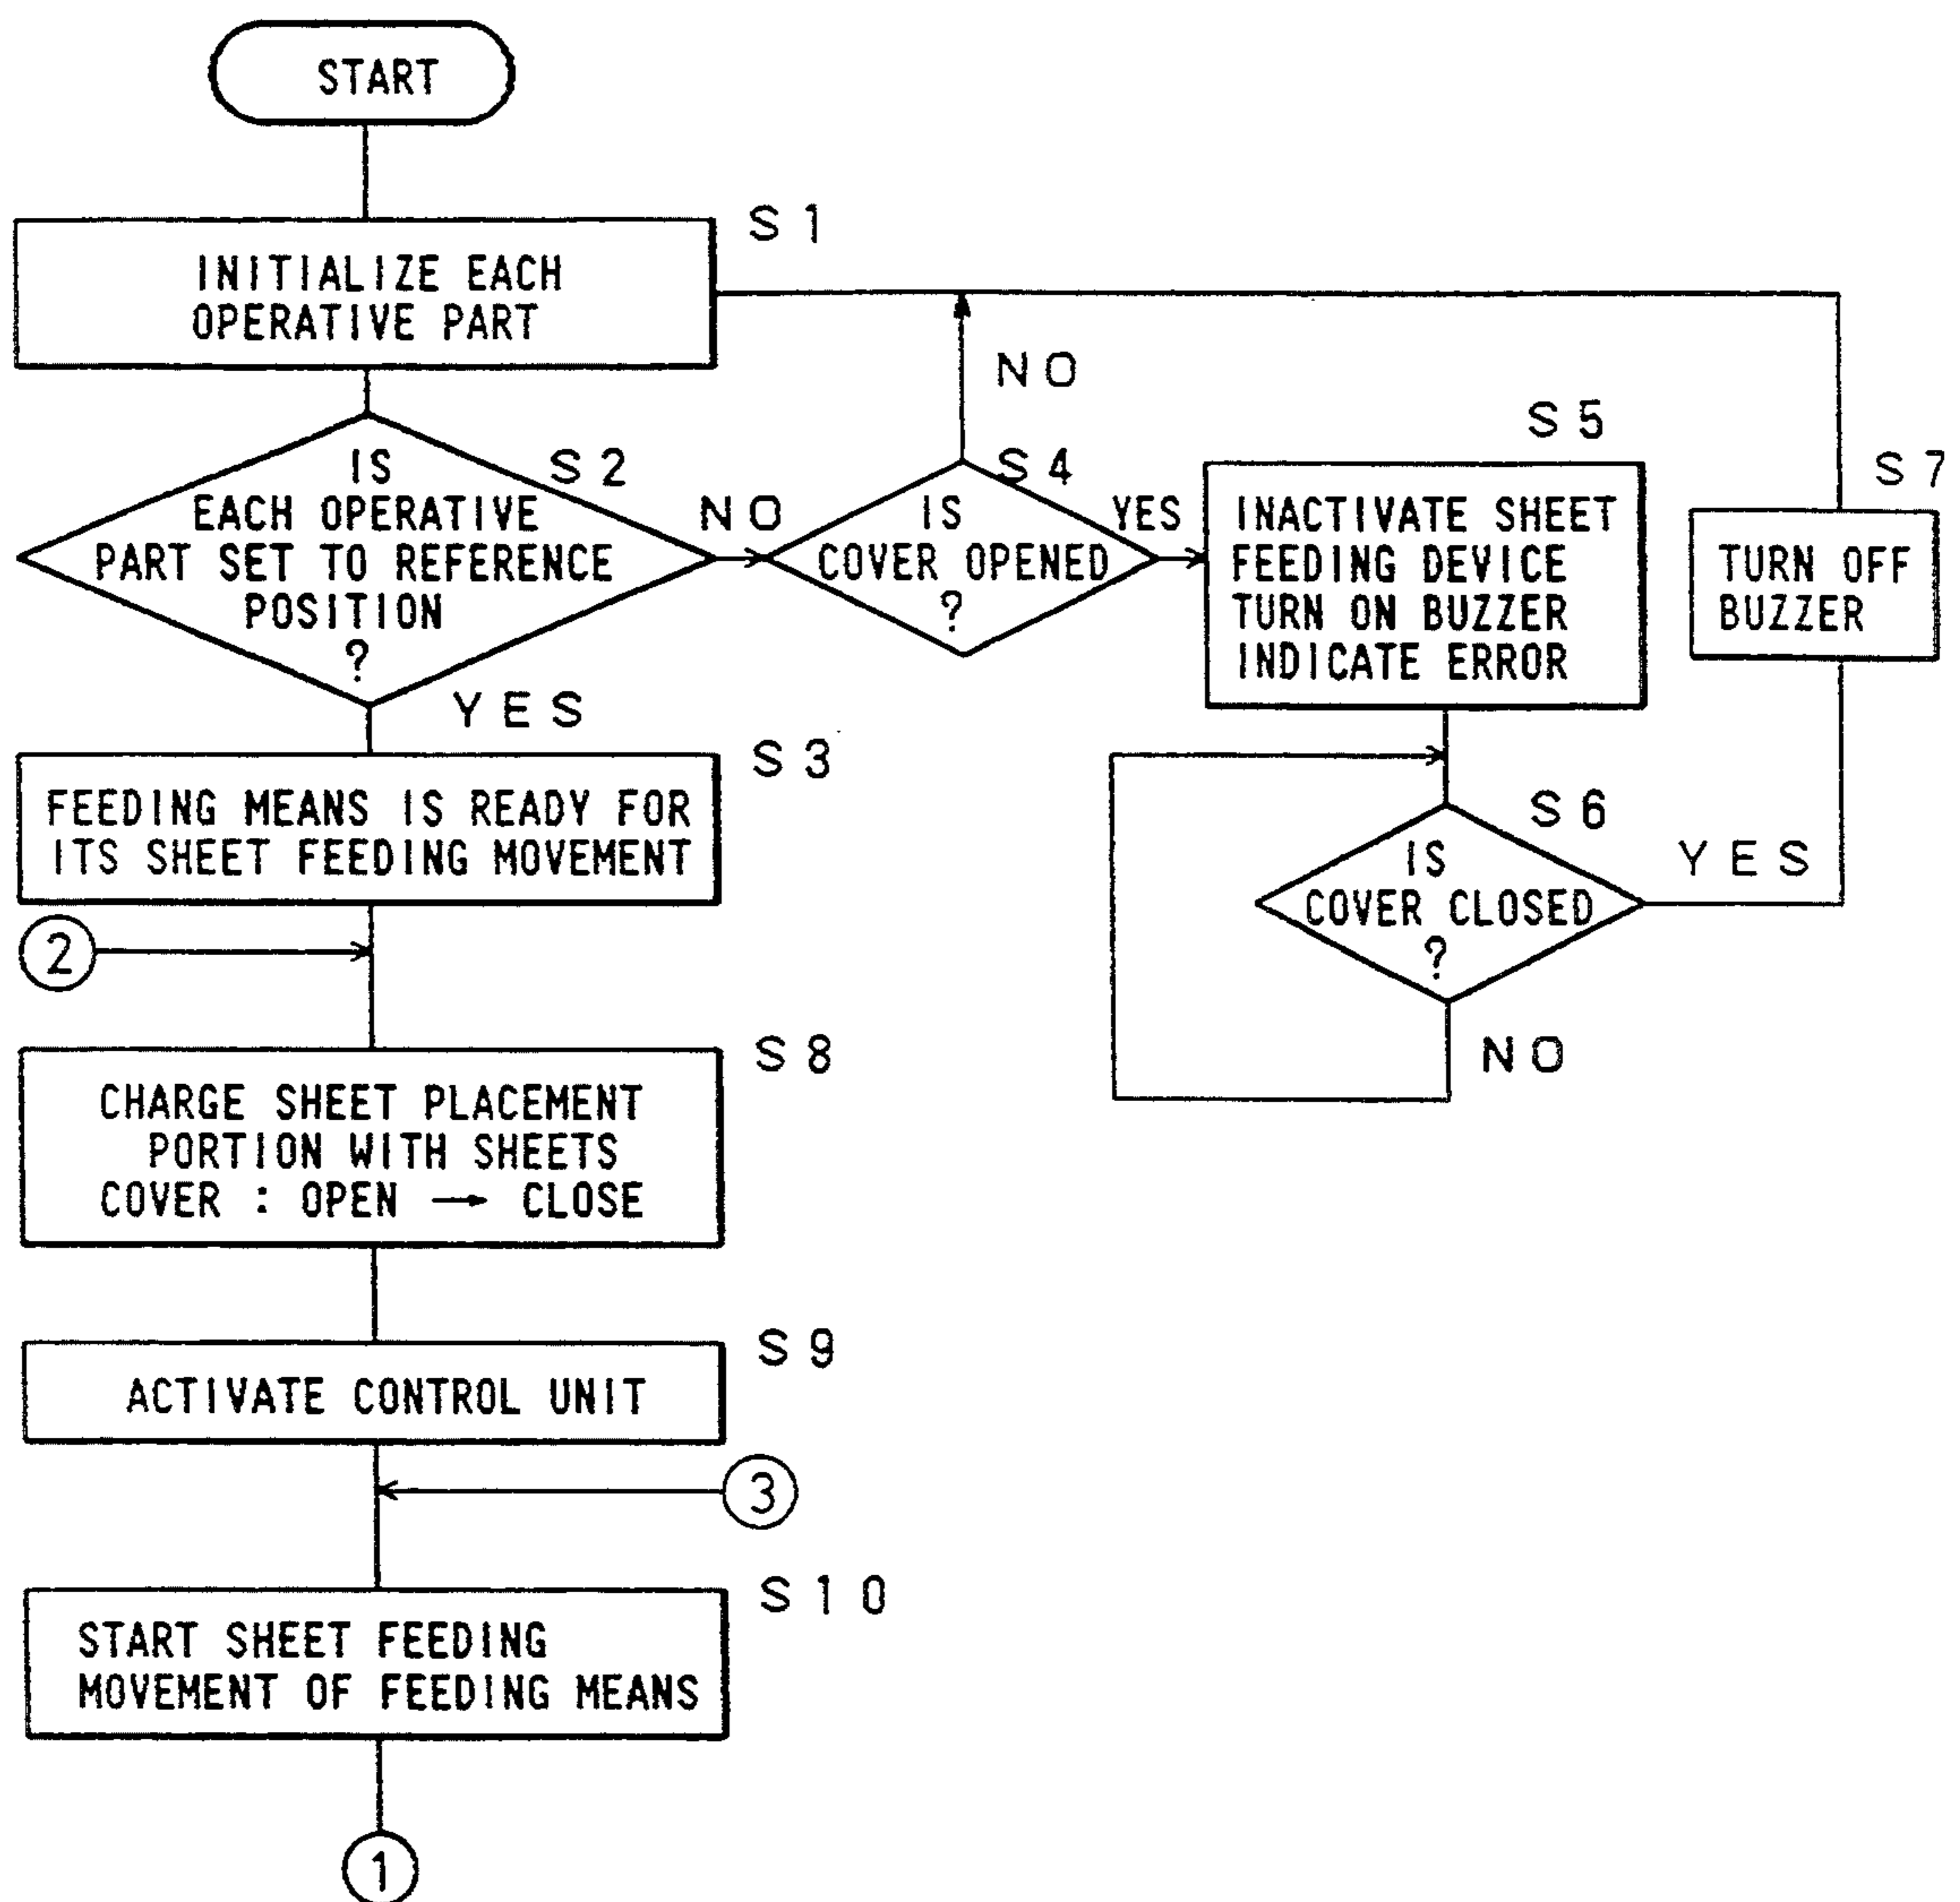 START
S1
INITIALIZE EACH
OPERATIVE PART
NO
S2
IS
EACH OPERATIVE
PART SET TO REFERENCE
POSITION
?
NO
YES
S4
IS
COVER OPENED
?
YES
S5
INACTIVATE SHEET
FEEDING DEVICE
TURN ON BUZZER
INDICATE ERROR
S7
TURN OFF
BUZZER
S3
FEEDING MEANS IS READY FOR
ITS SHEET FEEDING MOVEMENT
S6
IS
COVER CLOSED
?
YES
NO
2
S8
CHARGE SHEET PLACEMENT
PORTION WITH SHEETS
COVER : OPEN → CLOSE
S9
ACTIVATE CONTROL UNIT
3
S10
START SHEET FEEDING
MOVEMENT OF FEEDING MEANS
1